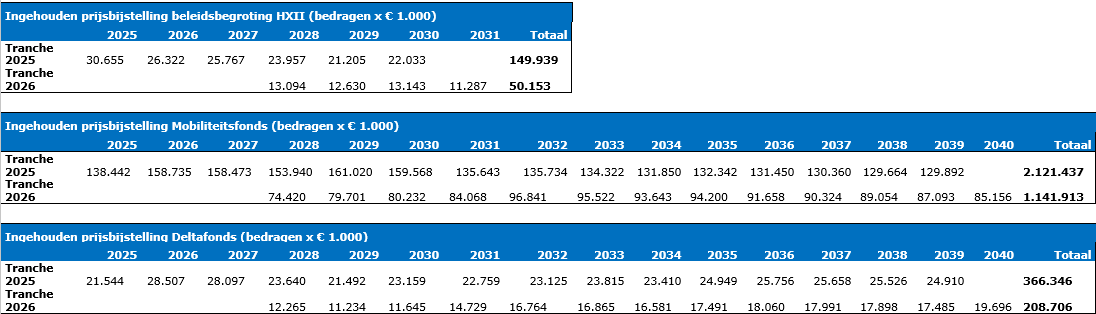 Ingehouden prijsbijstelling beleidsbegroting HXII (bedragen x € 1.000)
2025 2026 2027 2028 2029 2030 2031 Totaal
Tranche
2025 30.655 26.322 25.767 23.957 21.205 22.033 149.939
Tranche
2026 13.094 12.630 13.143 11.287 50.153
Ingehouden prijsbijstelling Mobiliteitsfonds (bedragen x € 1.000)
2025 2026 2027 2028 2029 2030 2031 2032 2033 2034 2035 2036 2037 2038 2039 2040 Totaal
Tranche
2025 138.442 158.735 158.473 153.940 161.020 159.568 135.643 135.734 134.322 131.850 132.342 131.450 130.360 129.664 129.892 2.121.437
Tranche
2026 74.420 79.701 80.232 84.068 96.841 95.522 93.643 94.200 91.658 90.324 89.054 87.093 85.156 1.141.913
Ingehouden prijsbijstelling Deltafonds (bedragen x € 1.000)
2025 2026 2027 2028 2029 2030 2031 2032 2033 2034 2035 2036 2037 2038 2039 2040 Totaal
Tranche
2025 21.544 28.507 28.097 23.640 21.492 23.159 22.759 23.125 23.815 23.410 24.949 25.756 25.658 25.526 24.910 366.346
Tranche
2026 12.265 11.234 11.645 14.729 16.764 16.865 16.581 17.491 18.060 17.991 17.898 17.485 19.696 208.706